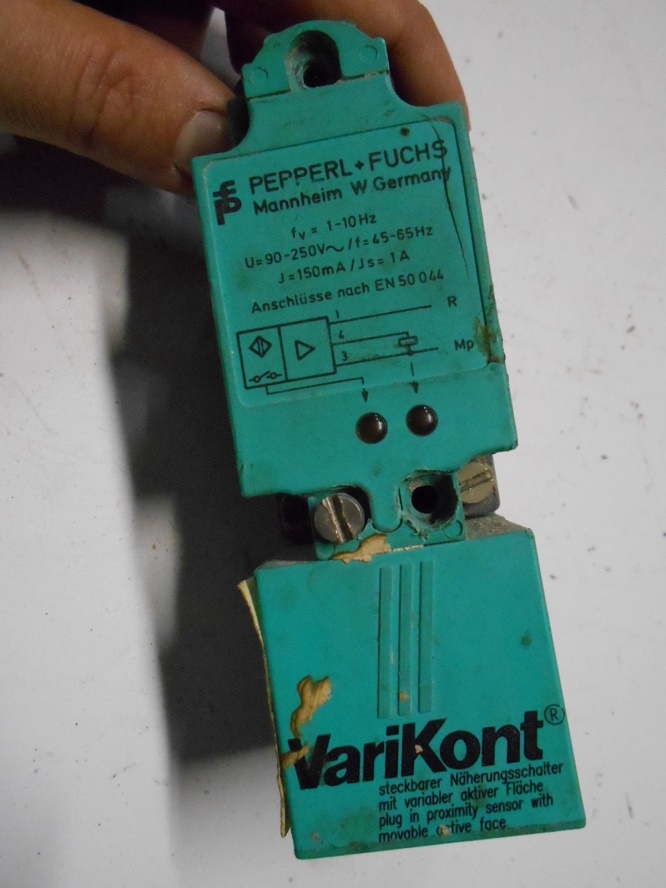 PEPPERL+FUCHS
Mannheim W. Germany
fv = 1-10Hz
U=90-250V~/f=45-65Hz
J=150mA/Js=1A
Anschlüsse nach EN 50 044
1
R
4
3
Mp
VariKont®
steckbarer Näherungsschalter
mit variabler aktiver Fläche
plug in proximity sensor with
movable active face